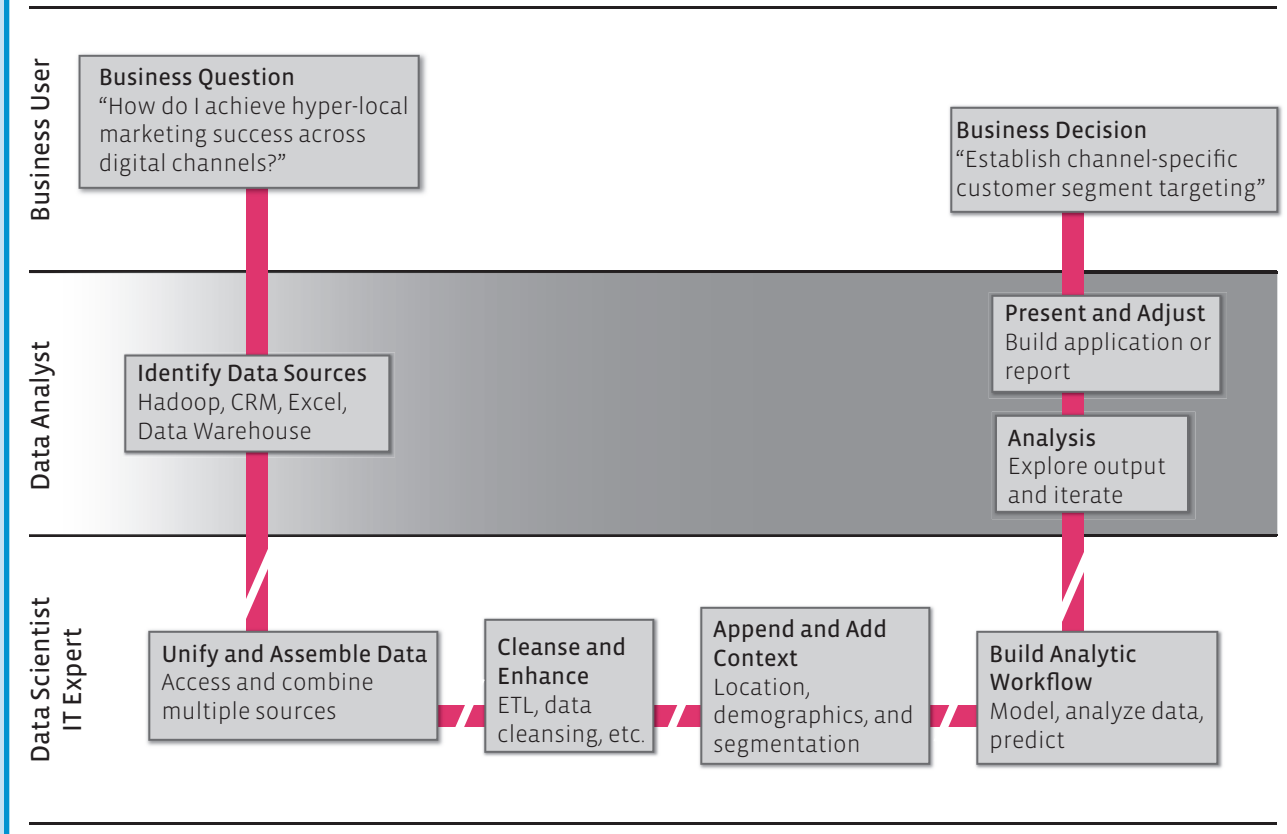 Business User
Business Question
“How do I achieve hyper-local
marketing success across
digital channels?”
Business Decision
“Establish channel-specific
customer segment targeting”
Data Analyst
Identify Data Sources
Hadoop, CRM, Excel,
Data Warehouse
Present and Adjust
Build application or
report
Analysis
Explore output
and iterate
Data Scientist
IT Expert
Unify and Assemble Data
Access and combine
multiple sources
Cleanse and
Enhance
ETL, data
cleansing, etc.
Append and Add
Context
Location,
demographics, and
segmentation
Build Analytic
Workflow
Model, analyze data,
predict